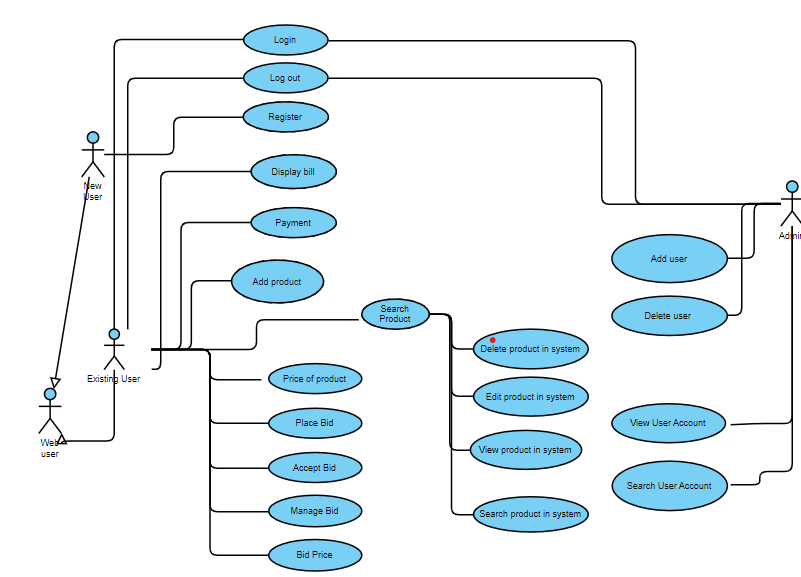 Login
Log out
Register
New
User
Display bill
Payment
Add product
Search
Product
Existing User
Web
user
Price of product
Place Bid
Accept Bid
Manage Bid
Bid Price
Delete product in system
Edit product in system
View product in system
Search product in system
Admin
Add user
Delete user
View User Account
Search User Account